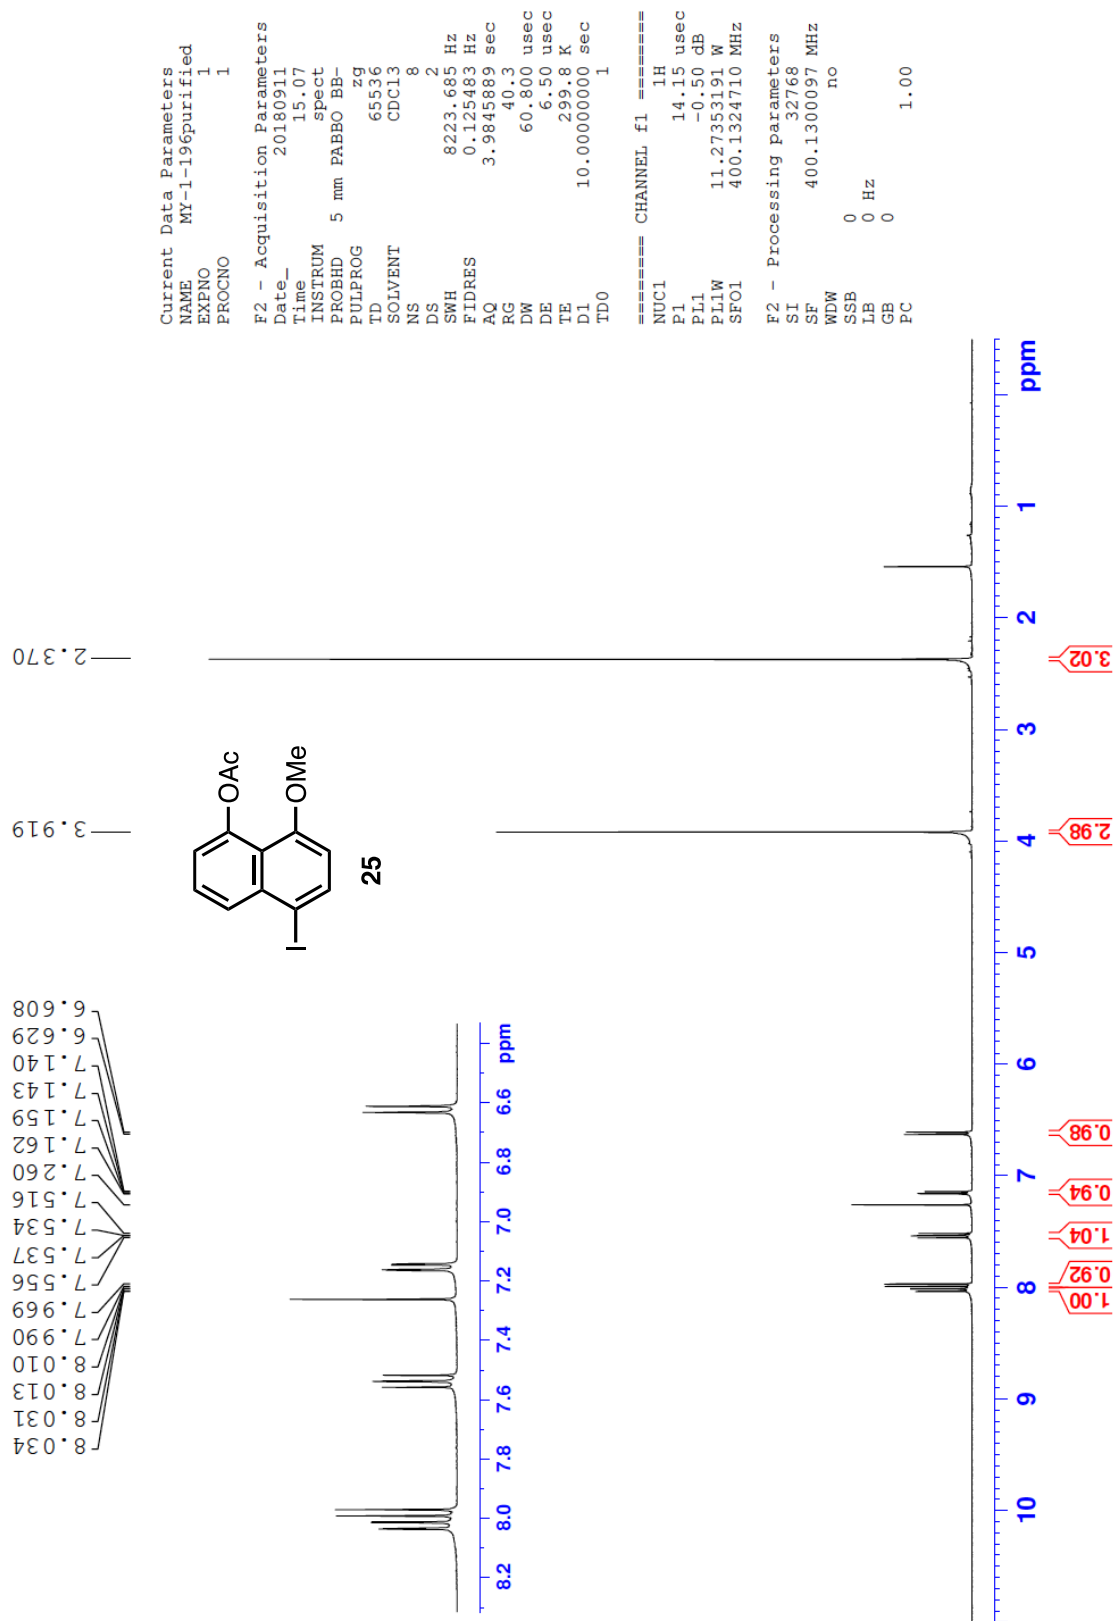 Current Data Parameters
NAME MY-1-196purified
EXPNO 1
PROCNO 1
F2 - Acquisition Parameters
Date_ 20180911
Time 15.07
INSTRUM spect
PROBHD 5 mm PABBO BB-
PULPROG zg
TD 65536
SOLVENT CDCl3
NS 8
DS 2
SWH 8223.685 Hz
FIDRES 0.125483 Hz
AQ 3.9845889 sec
RG 40.3
DW 60.800 usec
DE 6.50 usec
TE 299.8 K
D1 10.00000000 sec
TD0 1
======== CHANNEL f1 ========
NUC1 1H
P1 14.15 usec
PL1 -0.50 dB
PL1W 11.27353191 W
SFO1 400.1324710 MHz
F2 - Processing parameters
SI 32768
SF 400.1300097 MHz
WDW no
SSB 0
LB 0 Hz
GB 0
PC 1.00
8.034
8.031
8.013
8.010
7.990
7.969
7.556
7.537
7.534
7.516
7.260
7.162
7.159
7.143
7.140
6.629
6.608
3.919
2.370
OAc
OMe
I
25
8.2 8.0 7.8 7.6 7.4 7.2 7.0 6.8 6.6 ppm
10 9 8 7 6 5 4 3 2 1 ppm
1.00
0.92
1.04
0.94
0.98
2.98
3.02